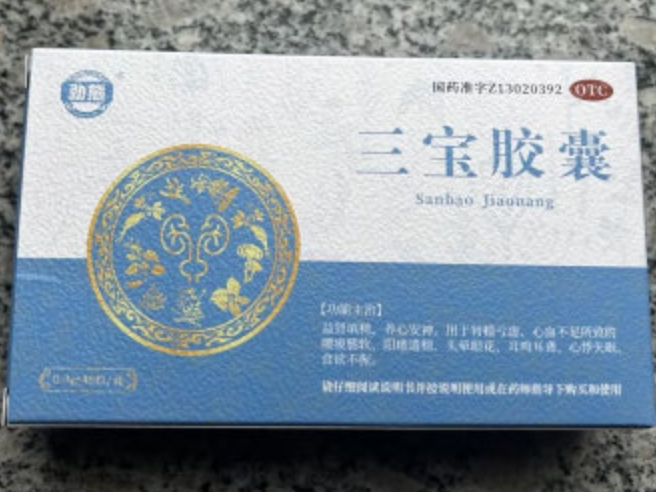 劲慈
国药准字Z13020392 OTC
三宝胶囊
Sanbao Jiaonang
【功能主治】
益肾填精，养心安神。用于肾精亏虚、心血不足所致的
腰酸腿软、阳痿遗精、头晕眼花、耳鸣耳聋、心悸失眠、
食欲不振。
请仔细阅读说明书并按说明使用或在药师指导下购买和使用